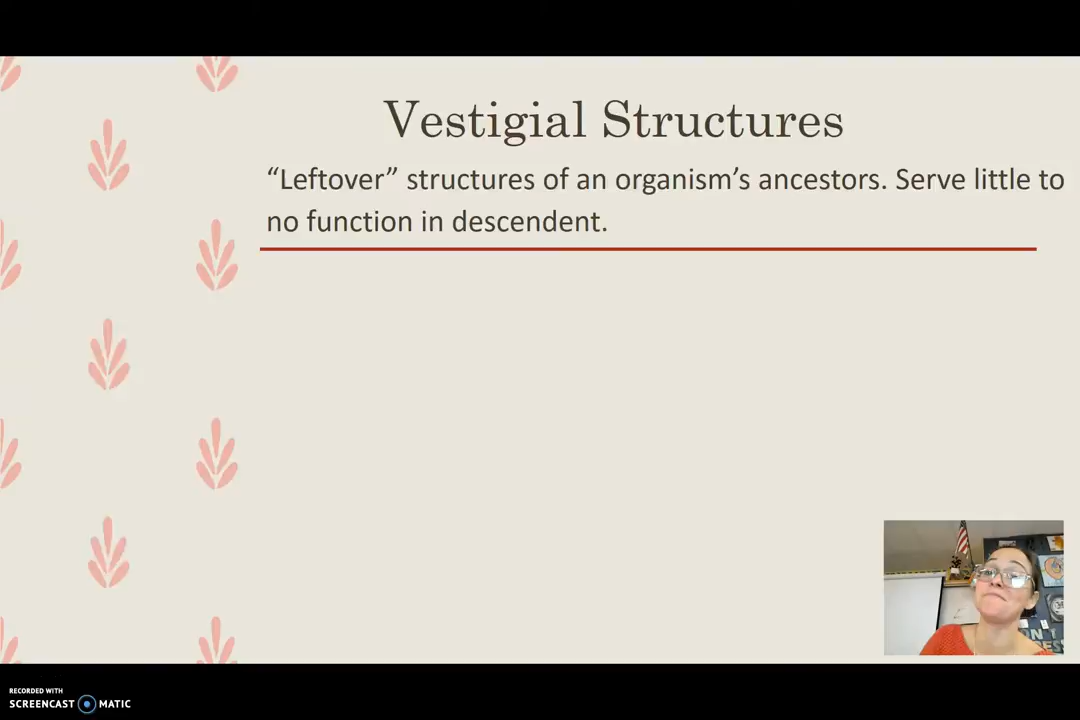 Vestigial Structures
“Leftover” structures of an organism’s ancestors. Serve little to
no function in descendent.
RECORDED WITH
SCREENCAST MATIC